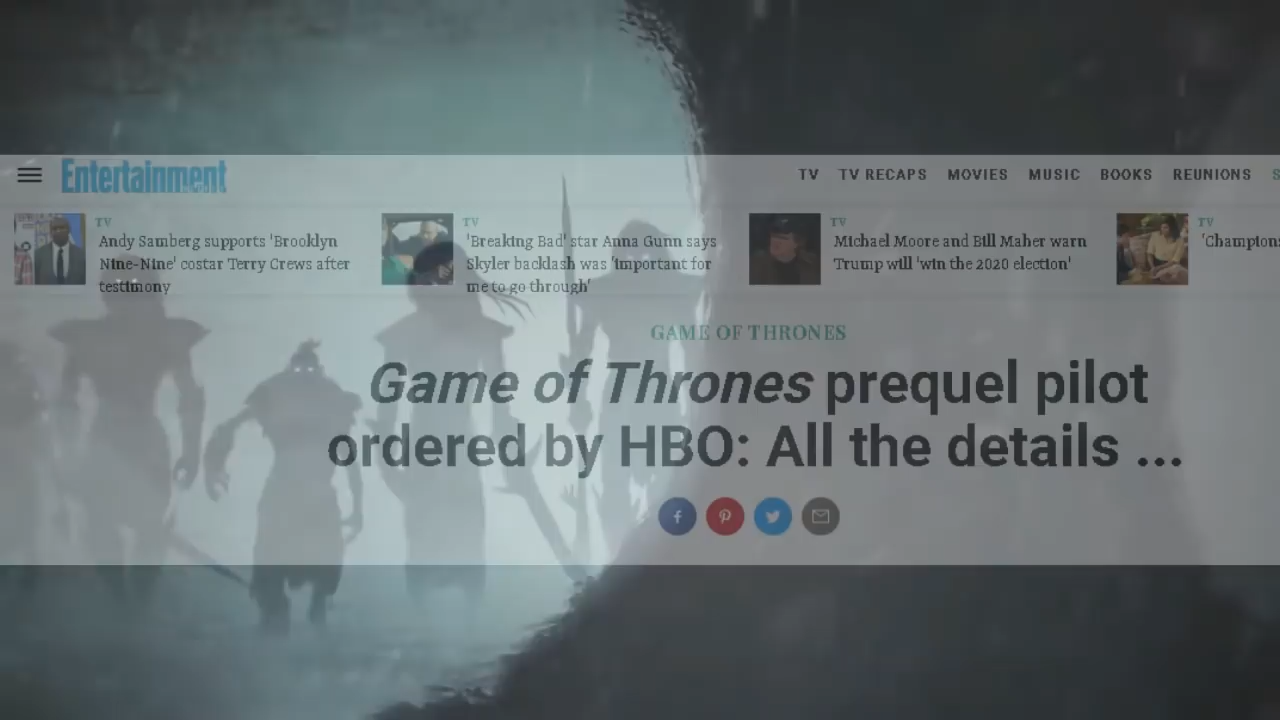 Entertainment
TV
TV RECAPS
MOVIES
MUSIC
BOOKS
REUNIONS
S
TV
Andy Samberg supports 'Brooklyn
Nine-Nine' costar Terry Crews after
testimony
TV
'Breaking Bad' star Anna Gunn says
Skyler backlash was 'important for
me to go through'
TV
Michael Moore and Bill Maher warn
Trump will 'win the 2020 election'
TV
'Champions
GAME OF THRONES
Game of Thrones prequel pilot
ordered by HBO: All the details ...